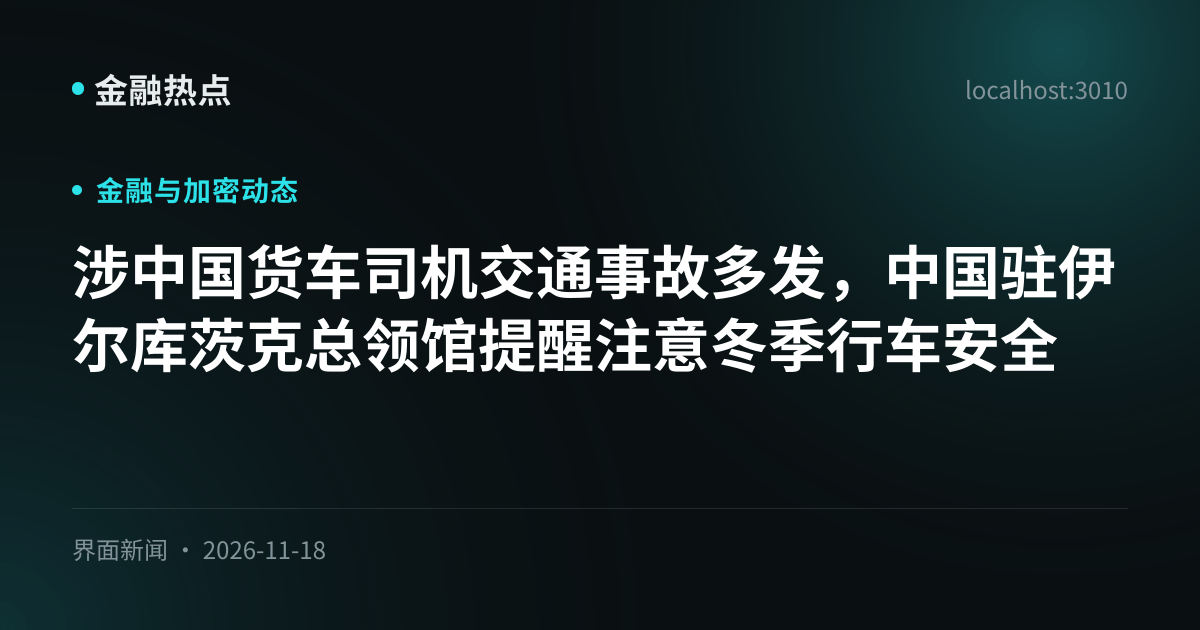 金融热点
localhost:3010
金融与加密动态
涉中国货车司机交通事故多发，中国驻伊
尔库茨克总领馆提醒注意冬季行车安全
界面新闻 • 2026-11-18